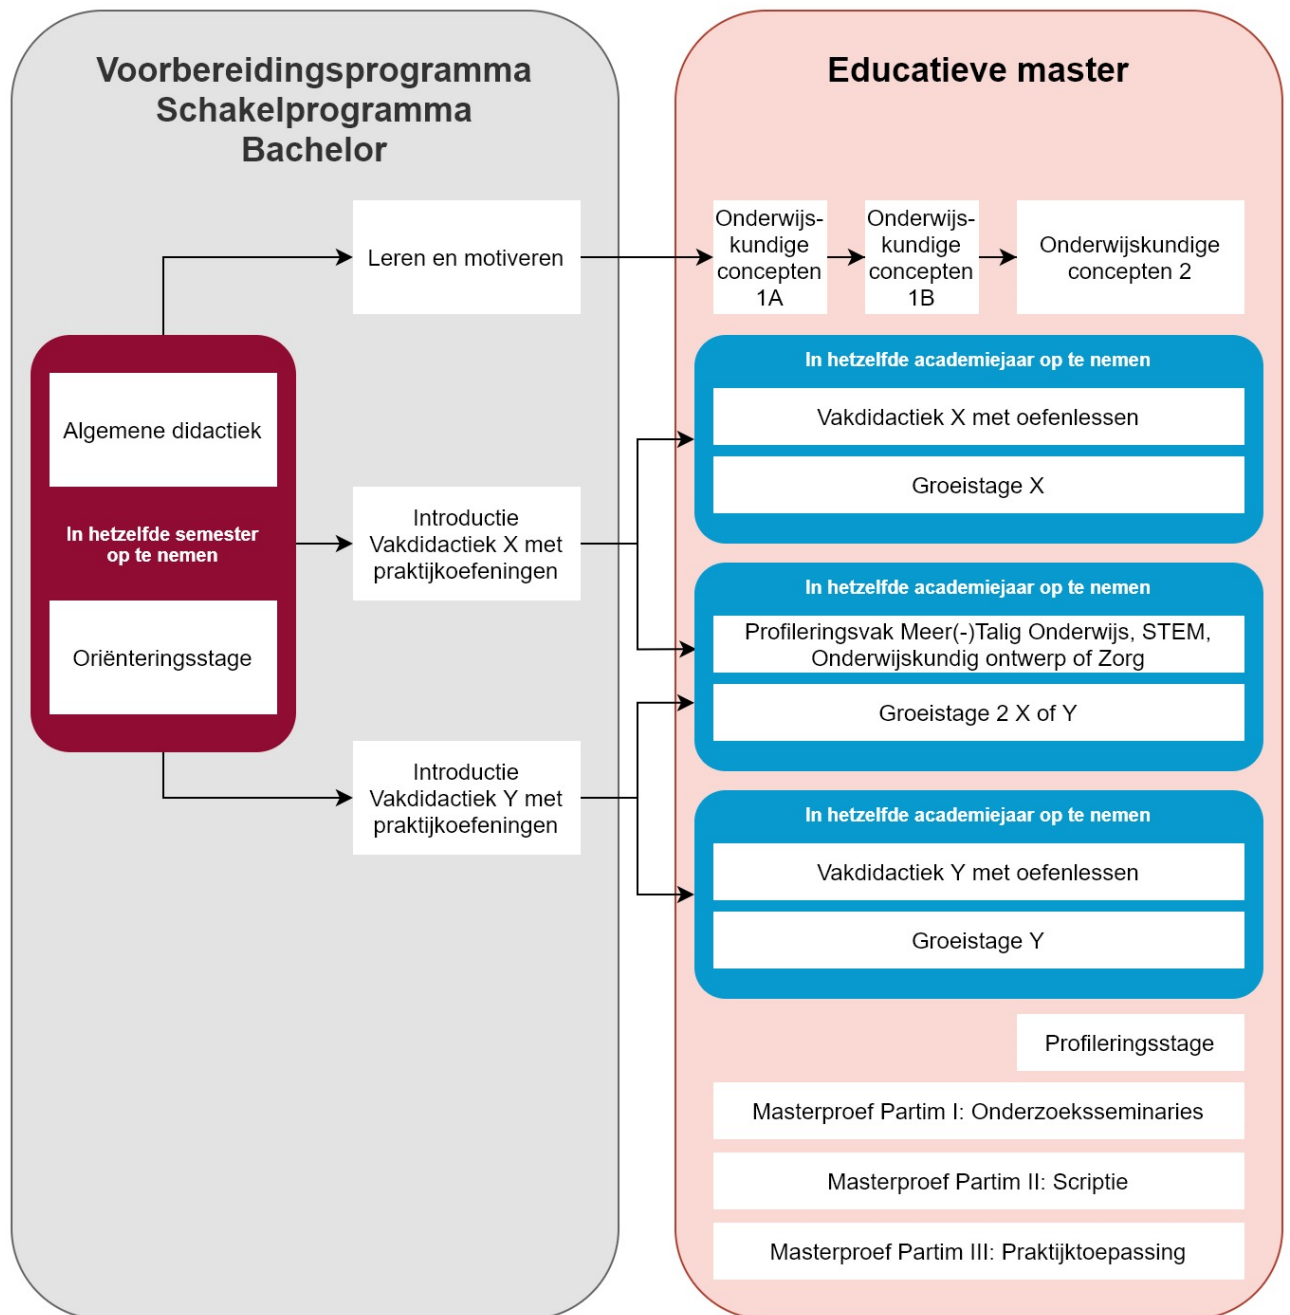 Voorbereidingsprogramma
Schakelprogramma
Bachelor
Leren en motiveren
Algemene didactiek
In hetzelfde semester
op te nemen
Oriënteringsstage
Introductie
Vakdidactiek X met
praktijkoefeningen
Introductie
Vakdidactiek Y met
praktijkoefeningen
Educatieve master
Onderwijs-
kundige
concepten
1A
Onderwijs-
kundige
concepten
1B
Onderwijskundige
concepten 2
In hetzelfde academiejaar op te nemen
Vakdidactiek X met oefenlessen
Groeistage X
In hetzelfde academiejaar op te nemen
Profileringsvak Meer(-)Talig Onderwijs, STEM,
Onderwijskundig ontwerp of Zorg
Groeistage 2 X of Y
In hetzelfde academiejaar op te nemen
Vakdidactiek Y met oefenlessen
Groeistage Y
Profileringsstage
Masterproef Partim I: Onderzoeksseminaries
Masterproef Partim II: Scriptie
Masterproef Partim III: Praktijktoepassing